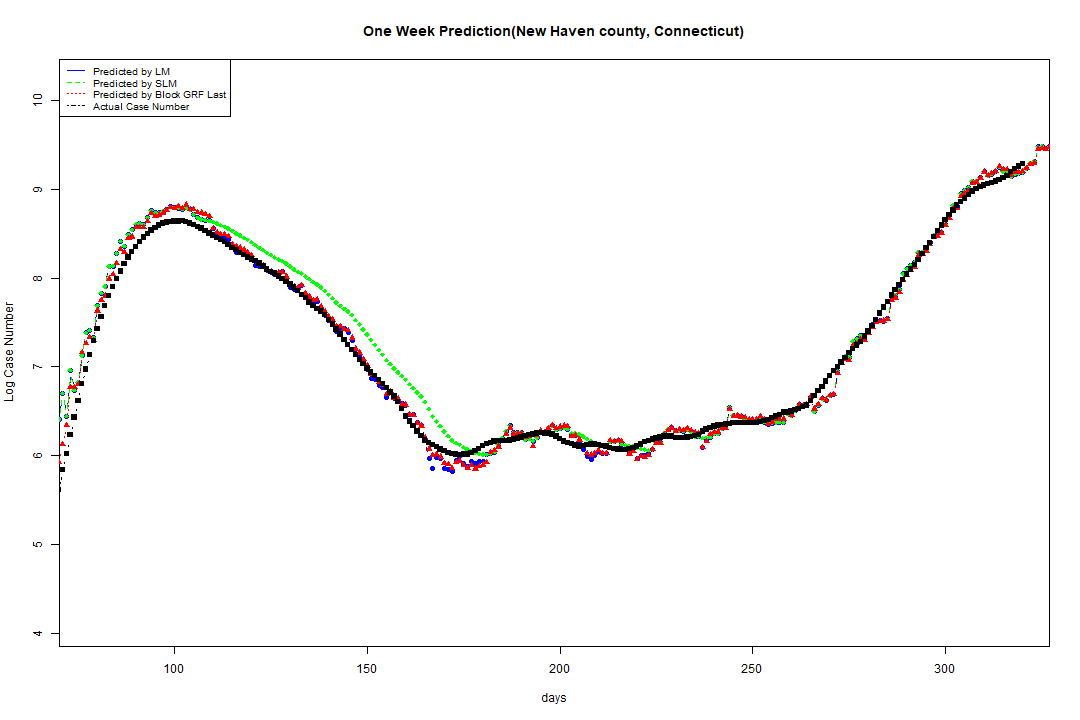 One Week Prediction(New Haven county, Connecticut)
Predicted by LM
Predicted by SLM
Predicted by Block GRF Last
Actual Case Number
10
9
8
7
6
5
4
Log Case Number
100 150 200 250 300
days